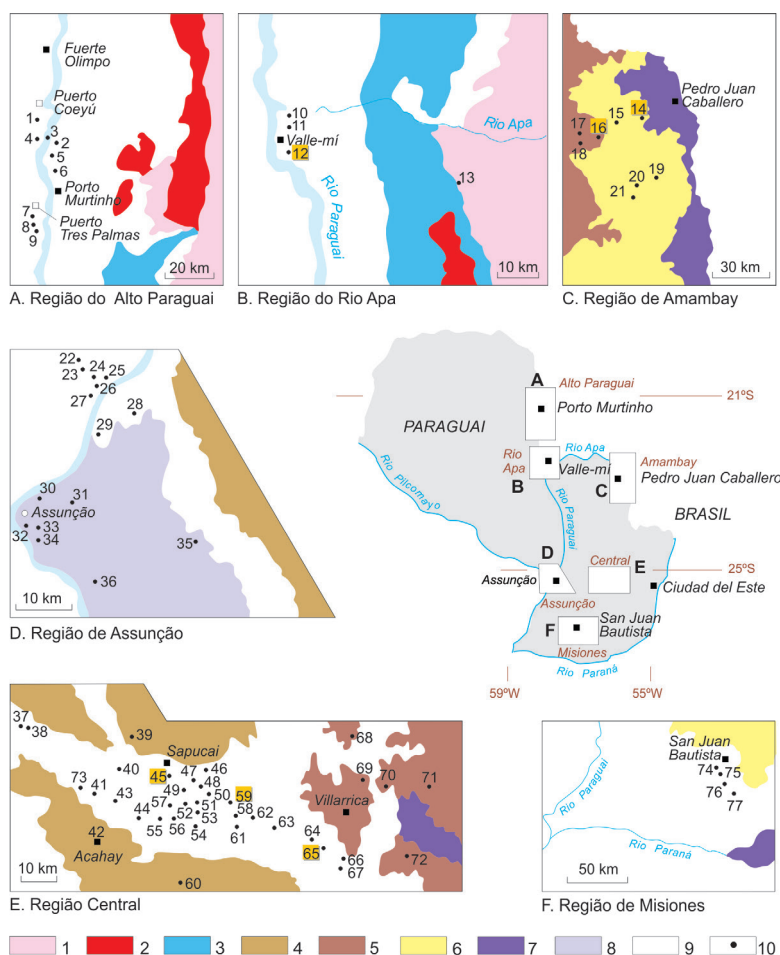 Fuerte
Olimpo
Puerto
Coeyú
1
3
4
2
5
6
Porto
Murtinho
7
Puerto
8
Tres Palmas
9
20 km
A. Região do Alto Paraguai
10
11
Valle-mí
12
Rio Apa
13
Rio Paraguai
10 km
B. Região do Rio Apa
Pedro Juan
Caballero
14
15
16
17
18
19
20
21
30 km
C. Região de Amambay
22
24
23
25
26
27
28
29
30
31
Assunção
32
33
34
35
36
10 km
D. Região de Assunção
A
Alto Paraguai
21ºS
Porto Murtinho
PARAGUAI
Rio
Apa
Rio Apa
Amambay
Valle-mí
Pedro Juan Caballero
B
C
Rio Pilcomayo
Rio Paraguai
BRASIL
D
Central
E
25ºS
Assunção
Ciudad del Este
Assunção
F
San Juan
Bautista
Misiones
Rio Paraná
59ºW
55ºW
37
38
39
68
Sapucai
40
45
47
46
69
70
71
73
41
48
49
50
59
43
57
51
Villarrica
44
52
53
58
62
42
55
56
54
61
63
64
Acahay
65
66
72
67
10 km
60
E. Região Central
San Juan
Bautista
74
75
76
77
Rio Paraguai
Rio Paraná
50 km
F. Região de Misiones
1 2 3 4 5 6 7 8 9 10